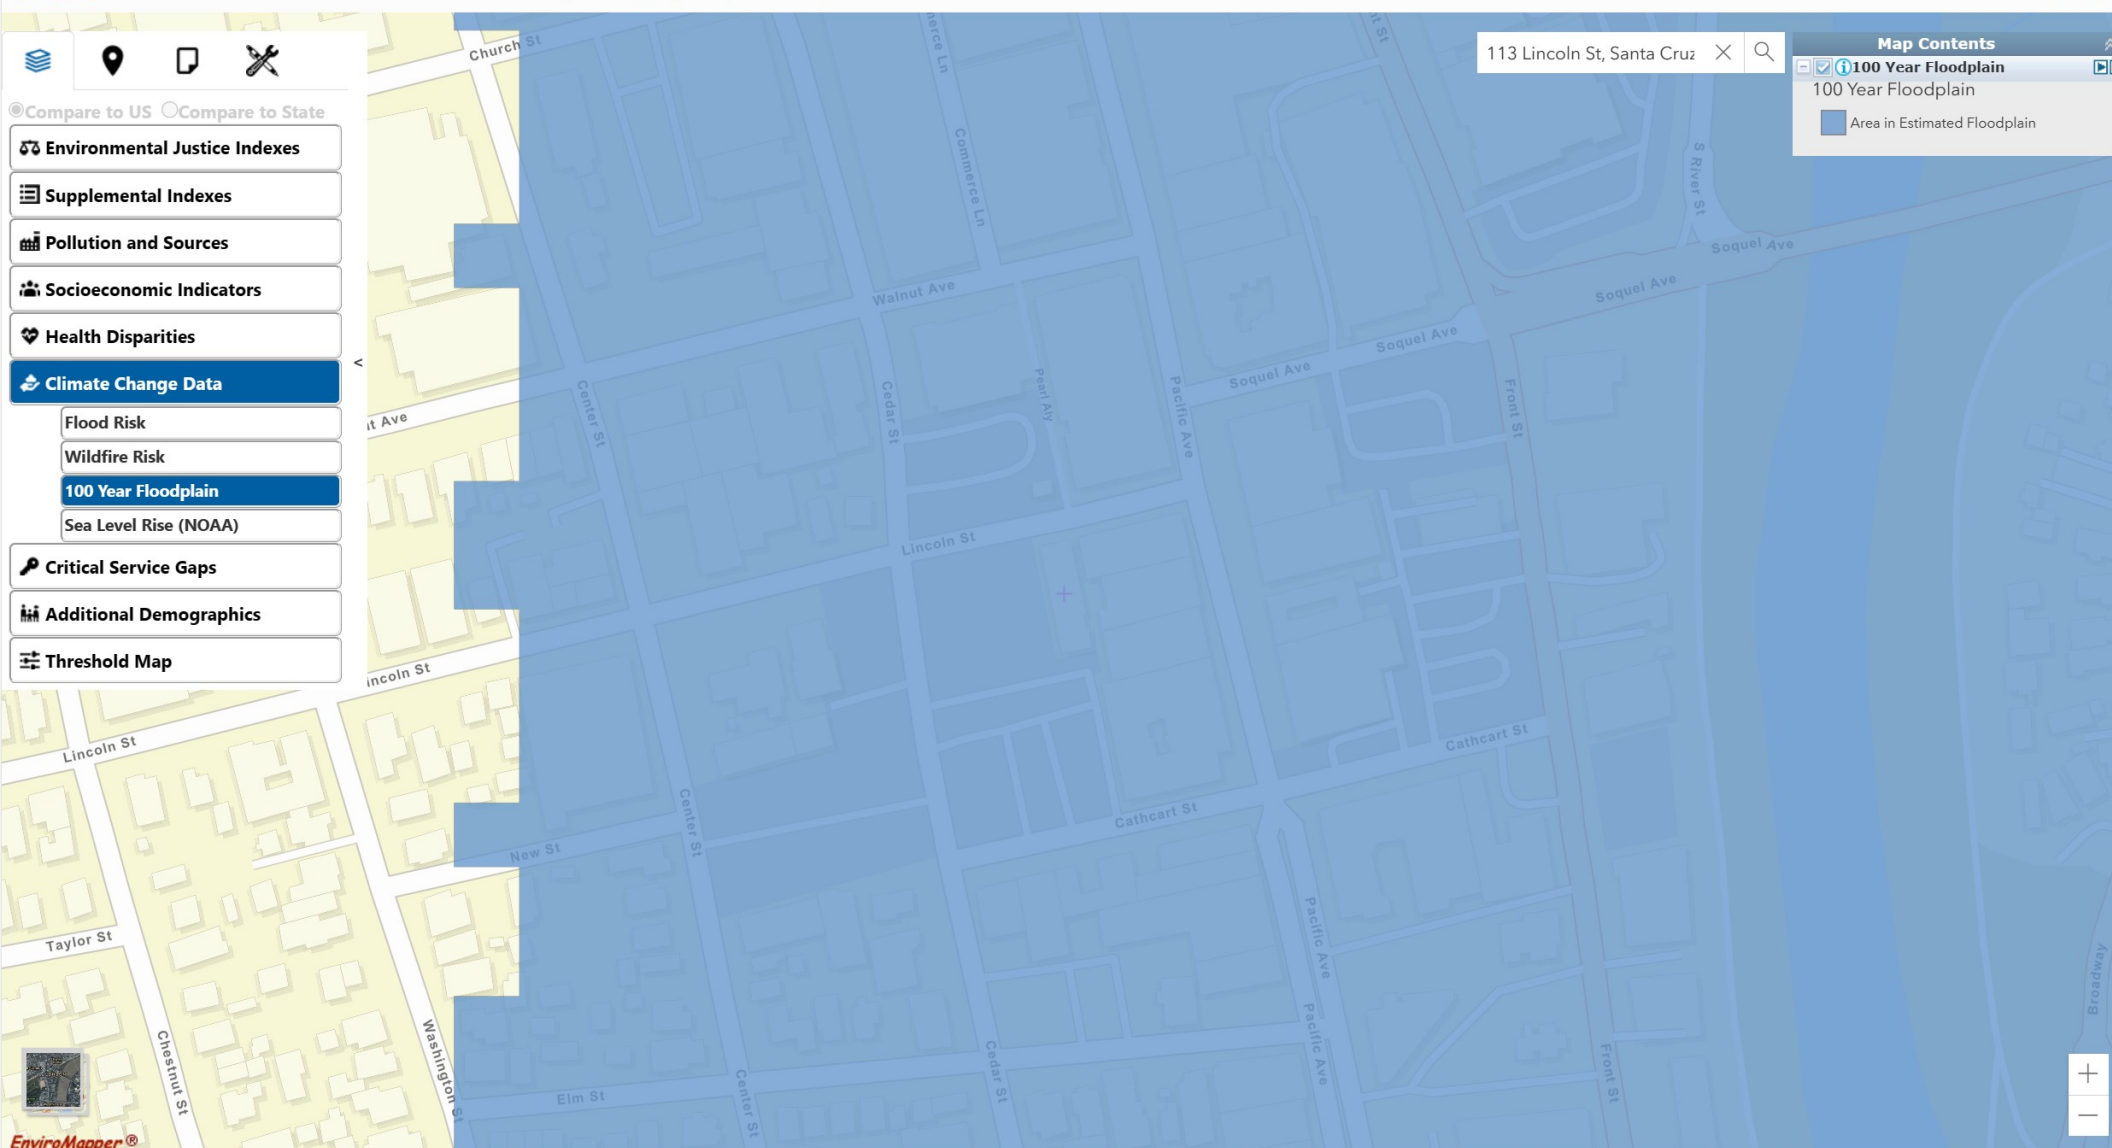 Compare to US Compare to State
Environmental Justice Indexes
Supplemental Indexes
Pollution and Sources
Socioeconomic Indicators
Health Disparities
Climate Change Data
Flood Risk
Wildfire Risk
100 Year Floodplain
Sea Level Rise (NOAA)
Critical Service Gaps
Additional Demographics
Threshold Map
<
113 Lincoln St, Santa Cruz
Map Contents
100 Year Floodplain
100 Year Floodplain
Area in Estimated Floodplain
Church St
Commerce Ln
S River St
Soquel Ave
Soquel Ave
Soquel Ave
Soquel Ave
Walnut Ave
Center St
Cedar St
Pearl Aly
Pacific Ave
Front St
Lincoln St
Lincoln St
Cathcart St
Cathcart St
Center St
New St
Taylor St
Chestnut St
Washington St
Elm St
Center St
Cedar St
Pacific Ave
Pacific Ave
Front St
Broadway
+
−
EnviroMapper ®